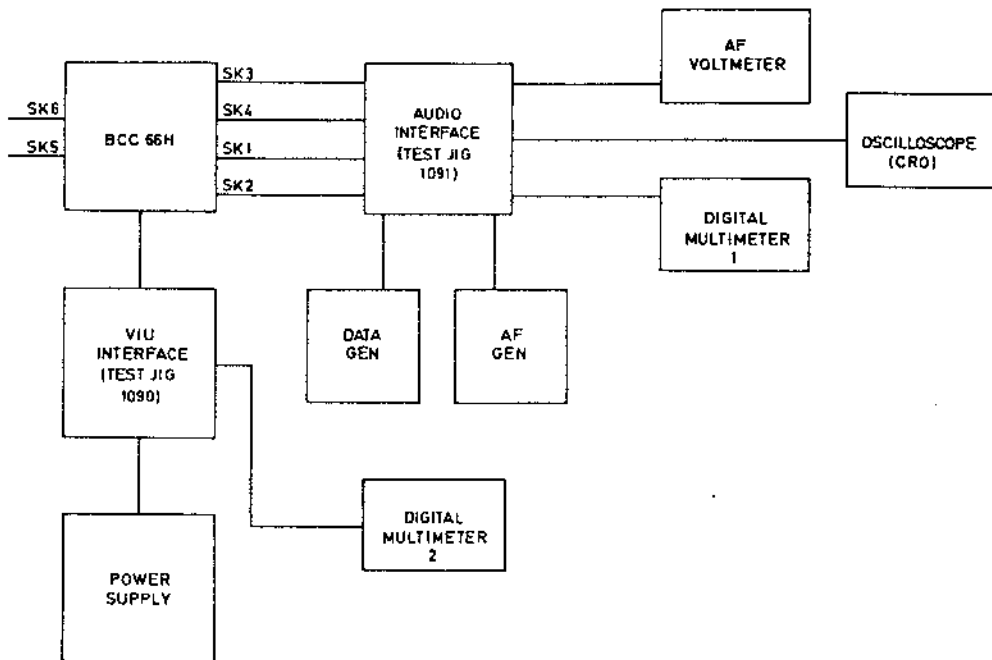 AF
VOLTMETER
SK3
SK6
SK4
BCC 66H
AUDIO
INTERFACE
(TEST JIG
1091)
OSCILLOSCOPE
(CRO)
SK5
SK1
SK2
DIGITAL
MULTIMETER
1
VIU
INTERFACE
(TEST JIG
1090)
DATA
GEN
AF
GEN
DIGITAL
MULTIMETER
2
POWER
SUPPLY